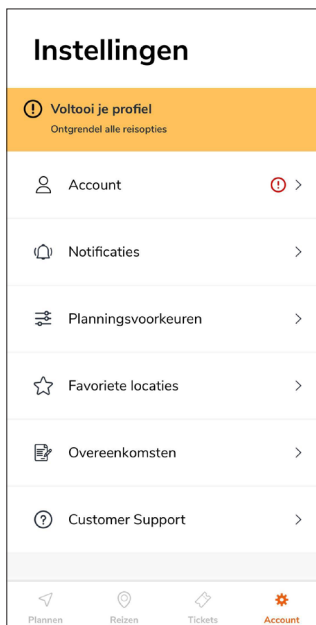 Instellingen
Voltooi je profiel
Ontgrendel alle reisopties
Account
Notificaties
Planningsvoorkeuren
Favoriete locaties
Overeenkomsten
Customer Support
Plannen Reizen Tickets Account